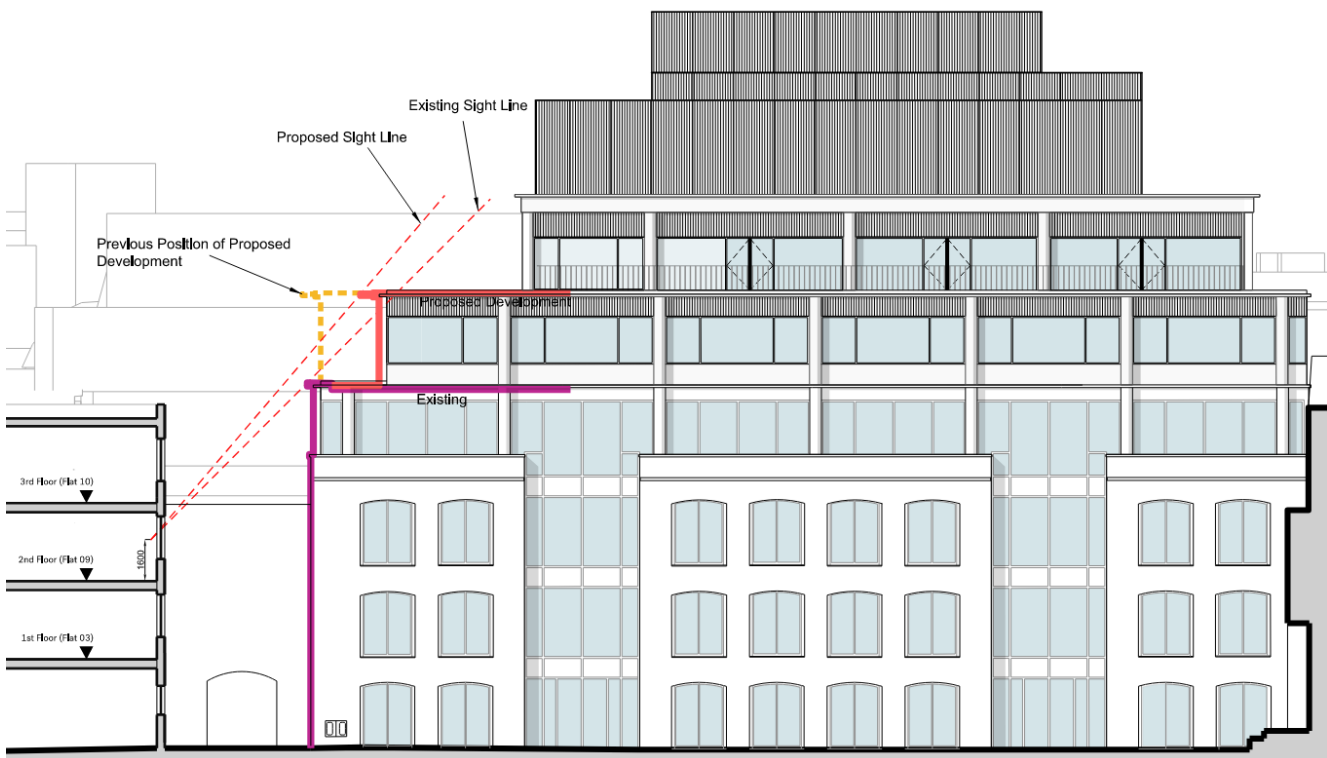 Existing Sight Line
Proposed Sight Line
Previous Position of Proposed
Development
Proposed Development
Existing
3rd Floor (Flat 10)
1600
2nd Floor (Flat 09)
1st Floor (Flat 03)